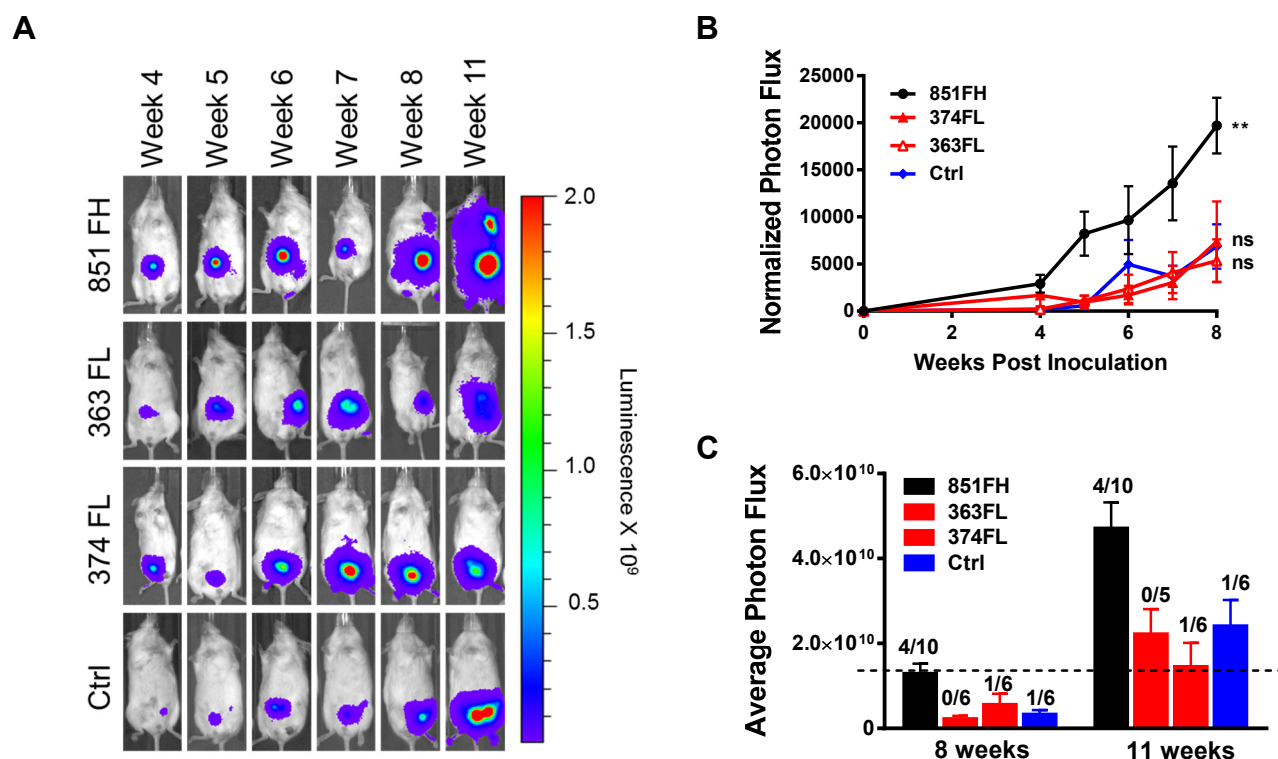 A
Week 4
Week 5
Week 6
Week 7
Week 8
Week 11
851 FH
363 FL
374 FL
Ctrl
2.0
1.5
1.0
0.5
Luminescence X 10⁹
B
Normalized Photon Flux
25000
20000
15000
10000
5000
0
851FH
374FL
363FL
Ctrl
**
ns
ns
0
2
4
6
8
Weeks Post Inoculation
C
Average Photon Flux
6.0×10¹⁰
4.0×10¹⁰
2.0×10¹⁰
0
851FH
363FL
374FL
Ctrl
4/10
0/6
1/6
1/6
4/10
0/5
1/6
1/6
8 weeks
11 weeks